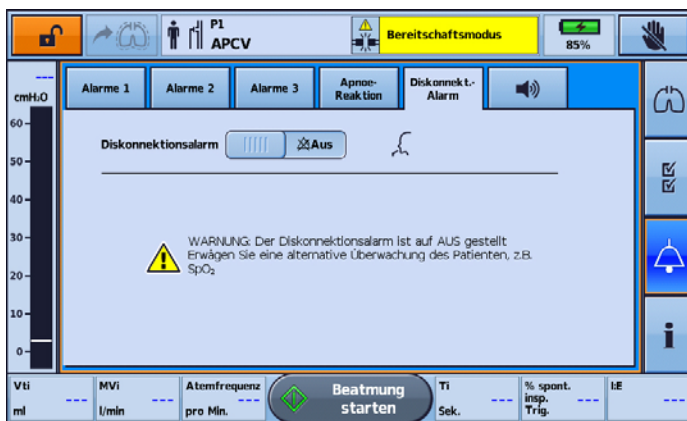 P1
APCV
Bereitschaftsmodus
85%
---
cmH₂O
Alarme 1
Alarme 2
Alarme 3
Apnoe-
Reaktion
Diskonnekt.-
Alarm
60
50
40
30
20
10
0
Diskonnektionsalarm
Aus
WARNUNG: Der Diskonnektionsalarm ist auf AUS gestellt
Erwägen Sie eine alternative Überwachung des Patienten, z.B.
SpO₂
i
Vti --- ml
MVi --- l/min
Atemfrequenz --- pro Min.
Beatmung
starten
Ti --- Sek.
% spont.
insp. ---
Trig.
I:E ---